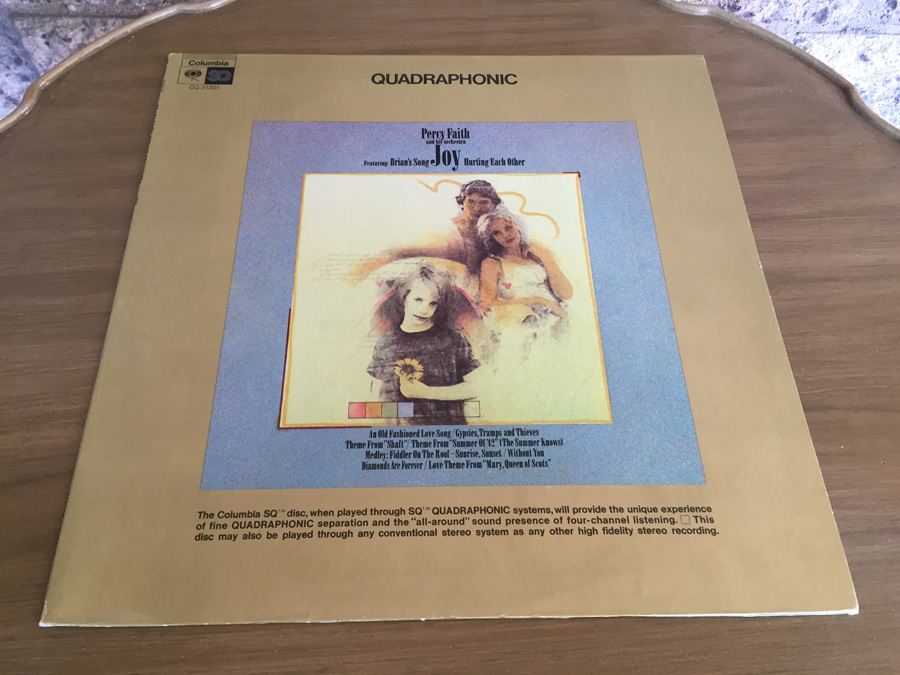 Columbia
SQ
CQ 31301
QUADRAPHONIC
Percy Faith
and his orchestra
Featuring Brian's Song Joy Hurting Each Other
An Old Fashioned Love Song / Gypsies, Tramps and Thieves
Theme From "Shaft" / Theme From "Summer Of '42" (The Summer Knows)
Medley: Fiddler On The Roof – Sunrise, Sunset / Without You
Diamonds Are Forever / Love Theme From "Mary, Queen of Scots"
The Columbia SQ™ disc, when played through SQ™ QUADRAPHONIC systems, will provide the unique experience
of fine QUADRAPHONIC separation and the "all-around" sound presence of four-channel listening. □ This
disc may also be played through any conventional stereo system as any other high fidelity stereo recording.